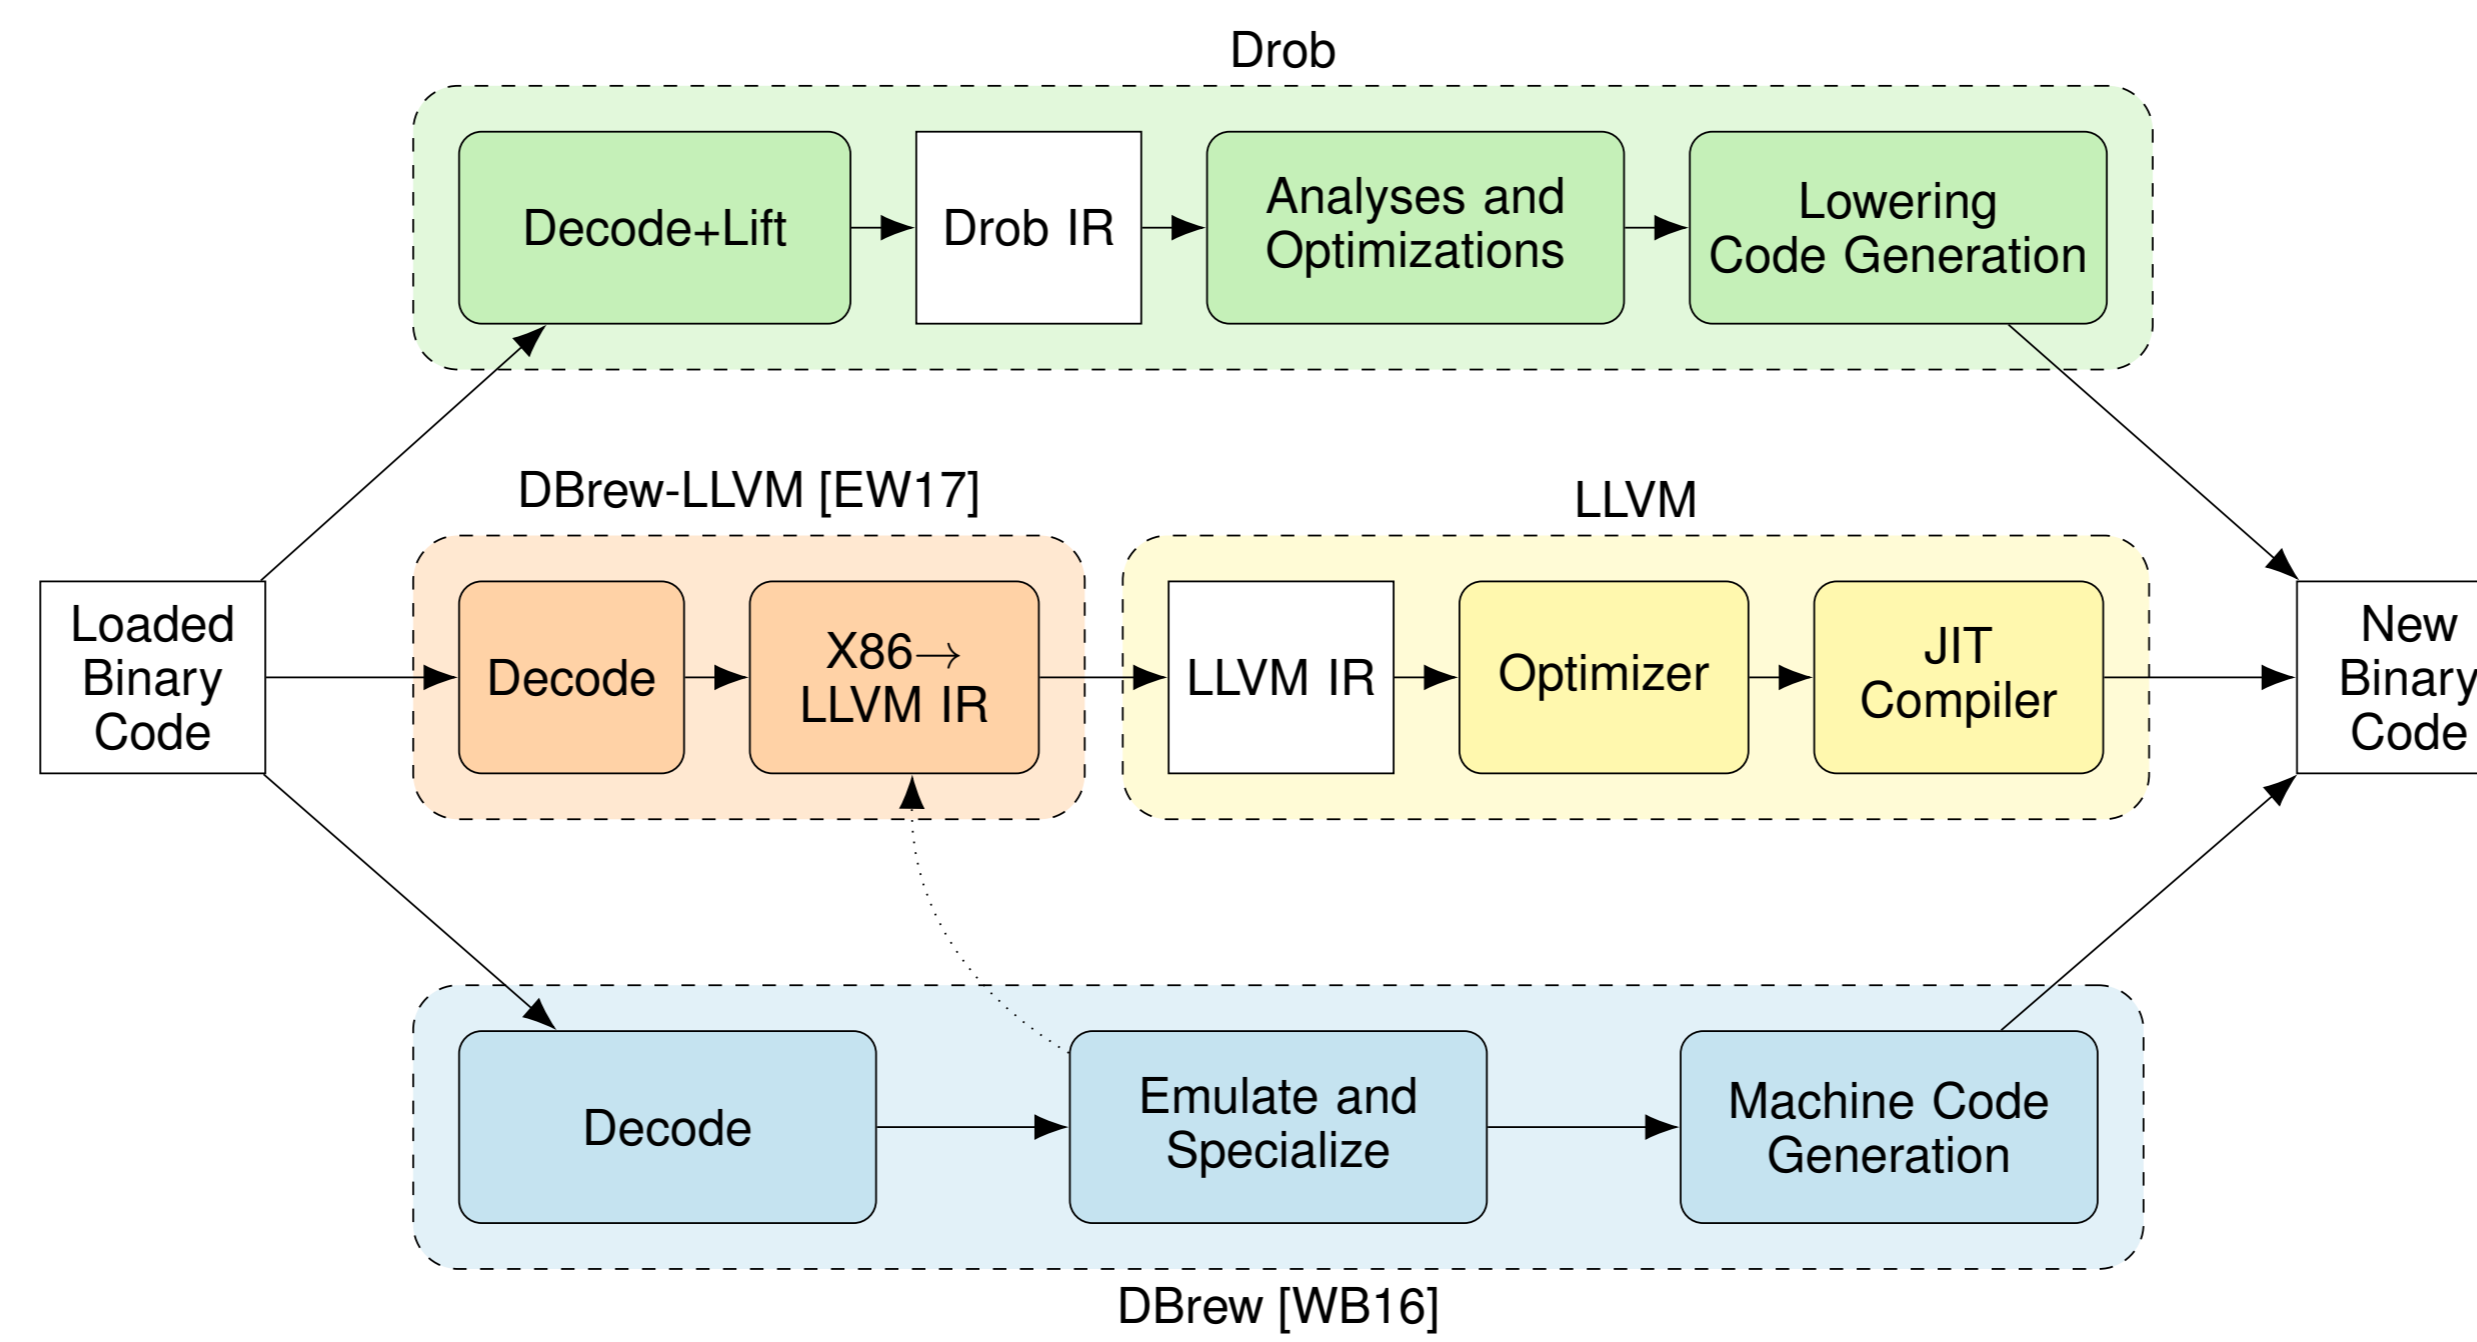 Drob
Decode+Lift
Drob IR
Analyses and
Optimizations
Lowering
Code Generation
DBrew-LLVM [EW17]
LLVM
Loaded
Binary
Code
Decode
X86→
LLVM IR
LLVM IR
Optimizer
JIT
Compiler
New
Binary
Code
Decode
Emulate and
Specialize
Machine Code
Generation
DBrew [WB16]